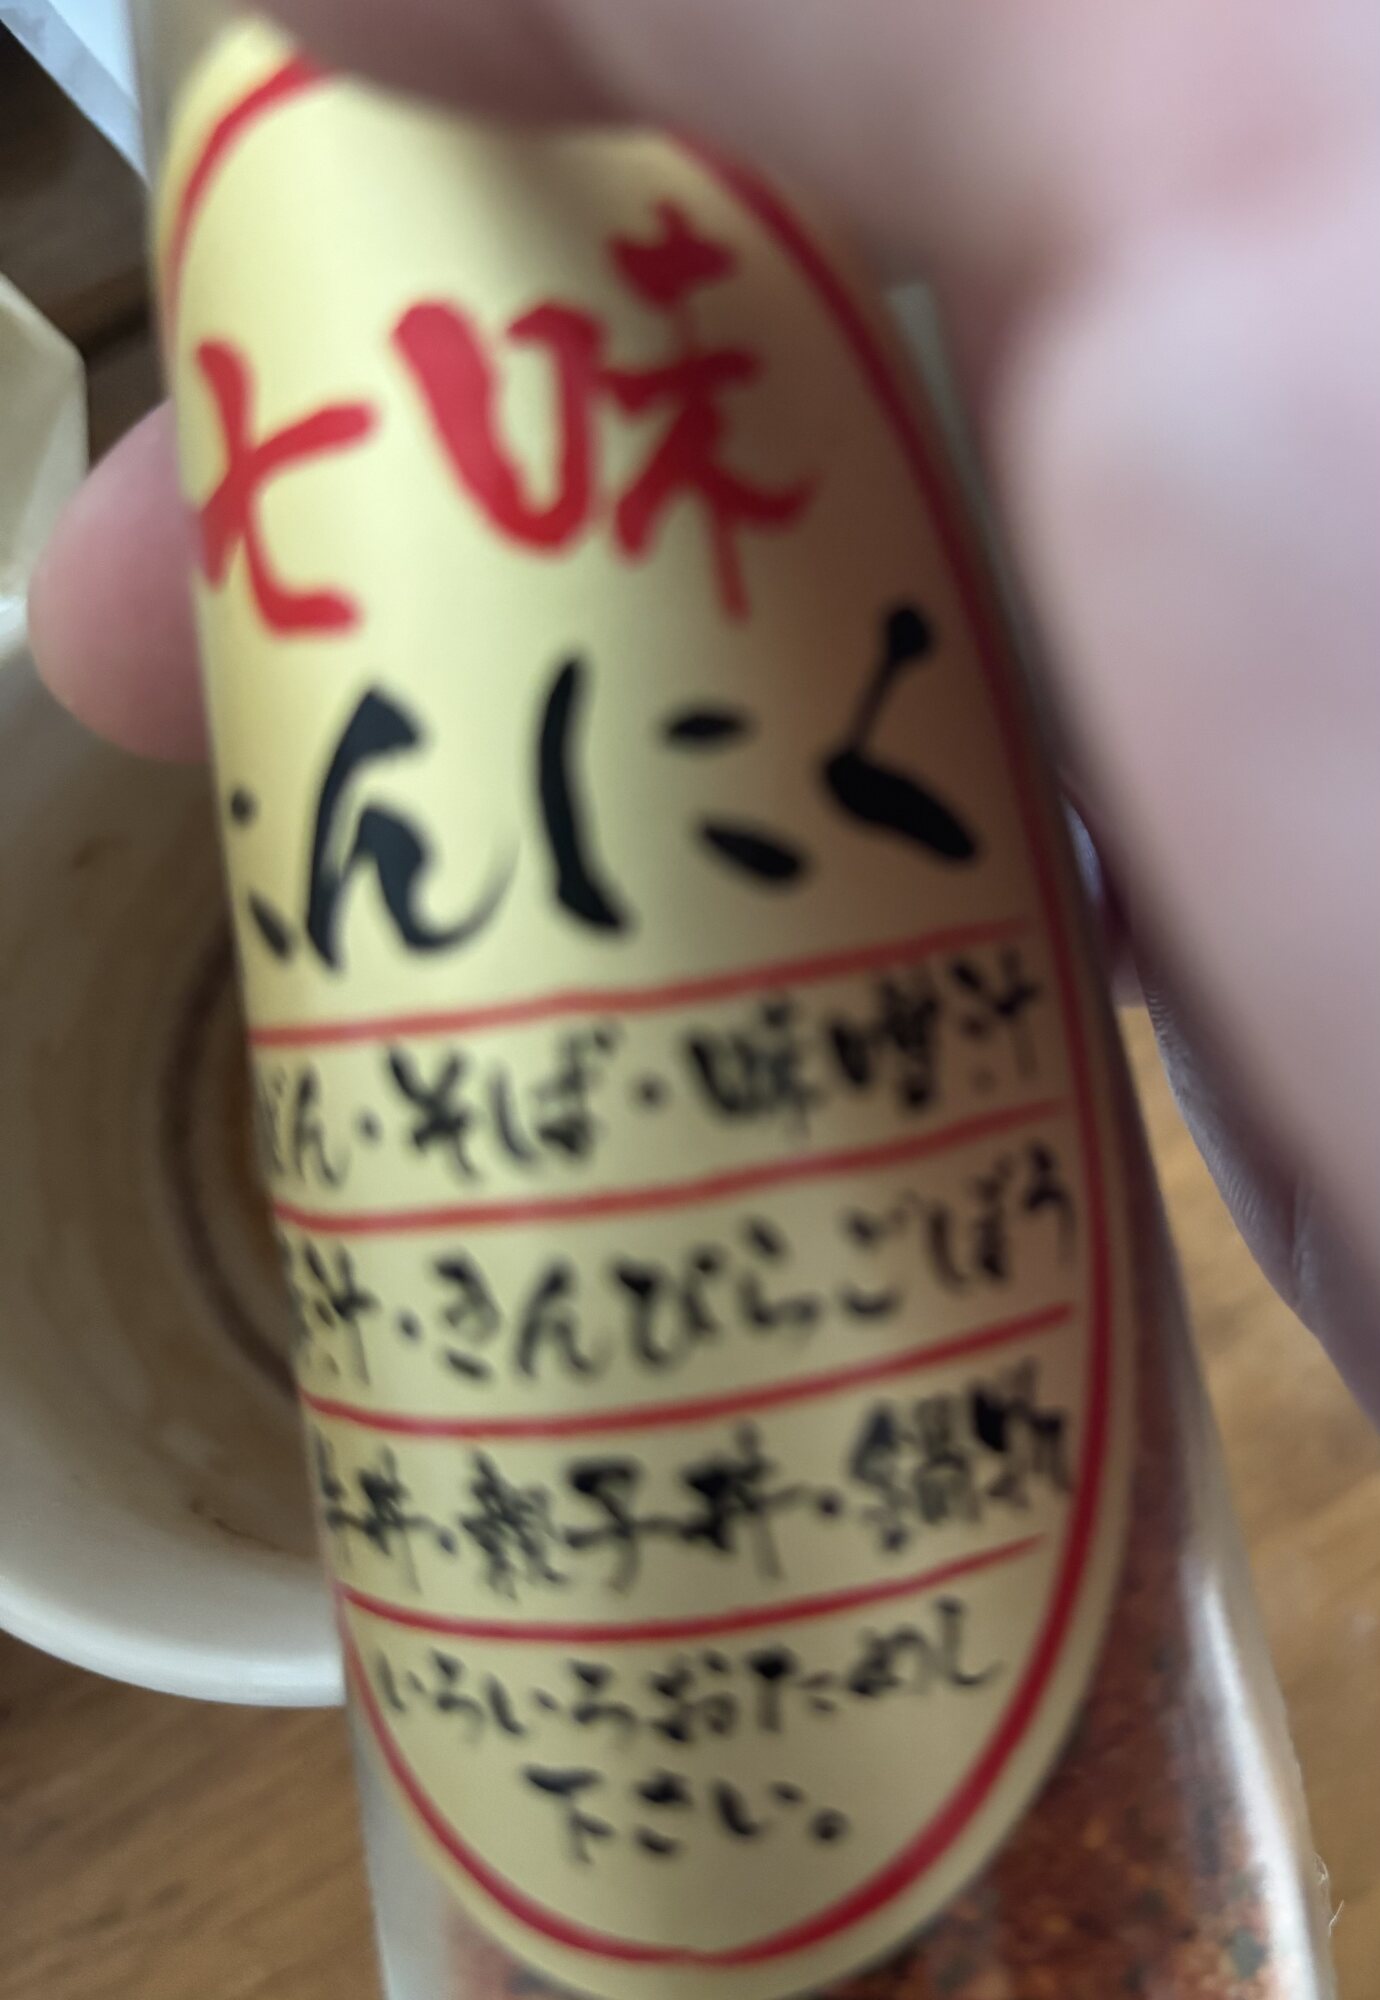 七味
にんにく
どん・そば・味噌汁
汁・きんぴらごぼう
牛丼・親子丼・鍋物
いろいろおためし
下さい。